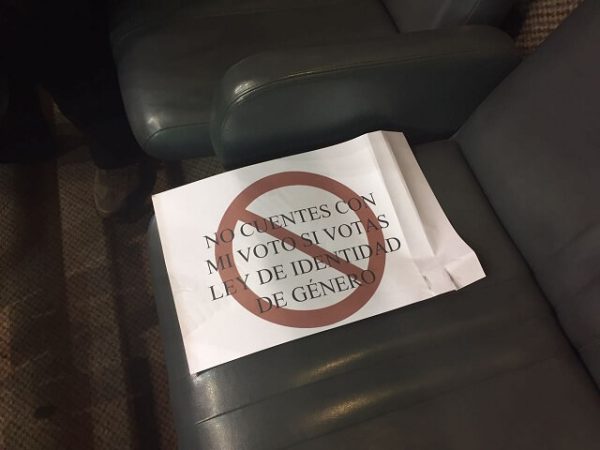 NO CUENTES CON
MI VOTO SI VOTAS
LEY DE IDENTIDAD
DE GÉNERO